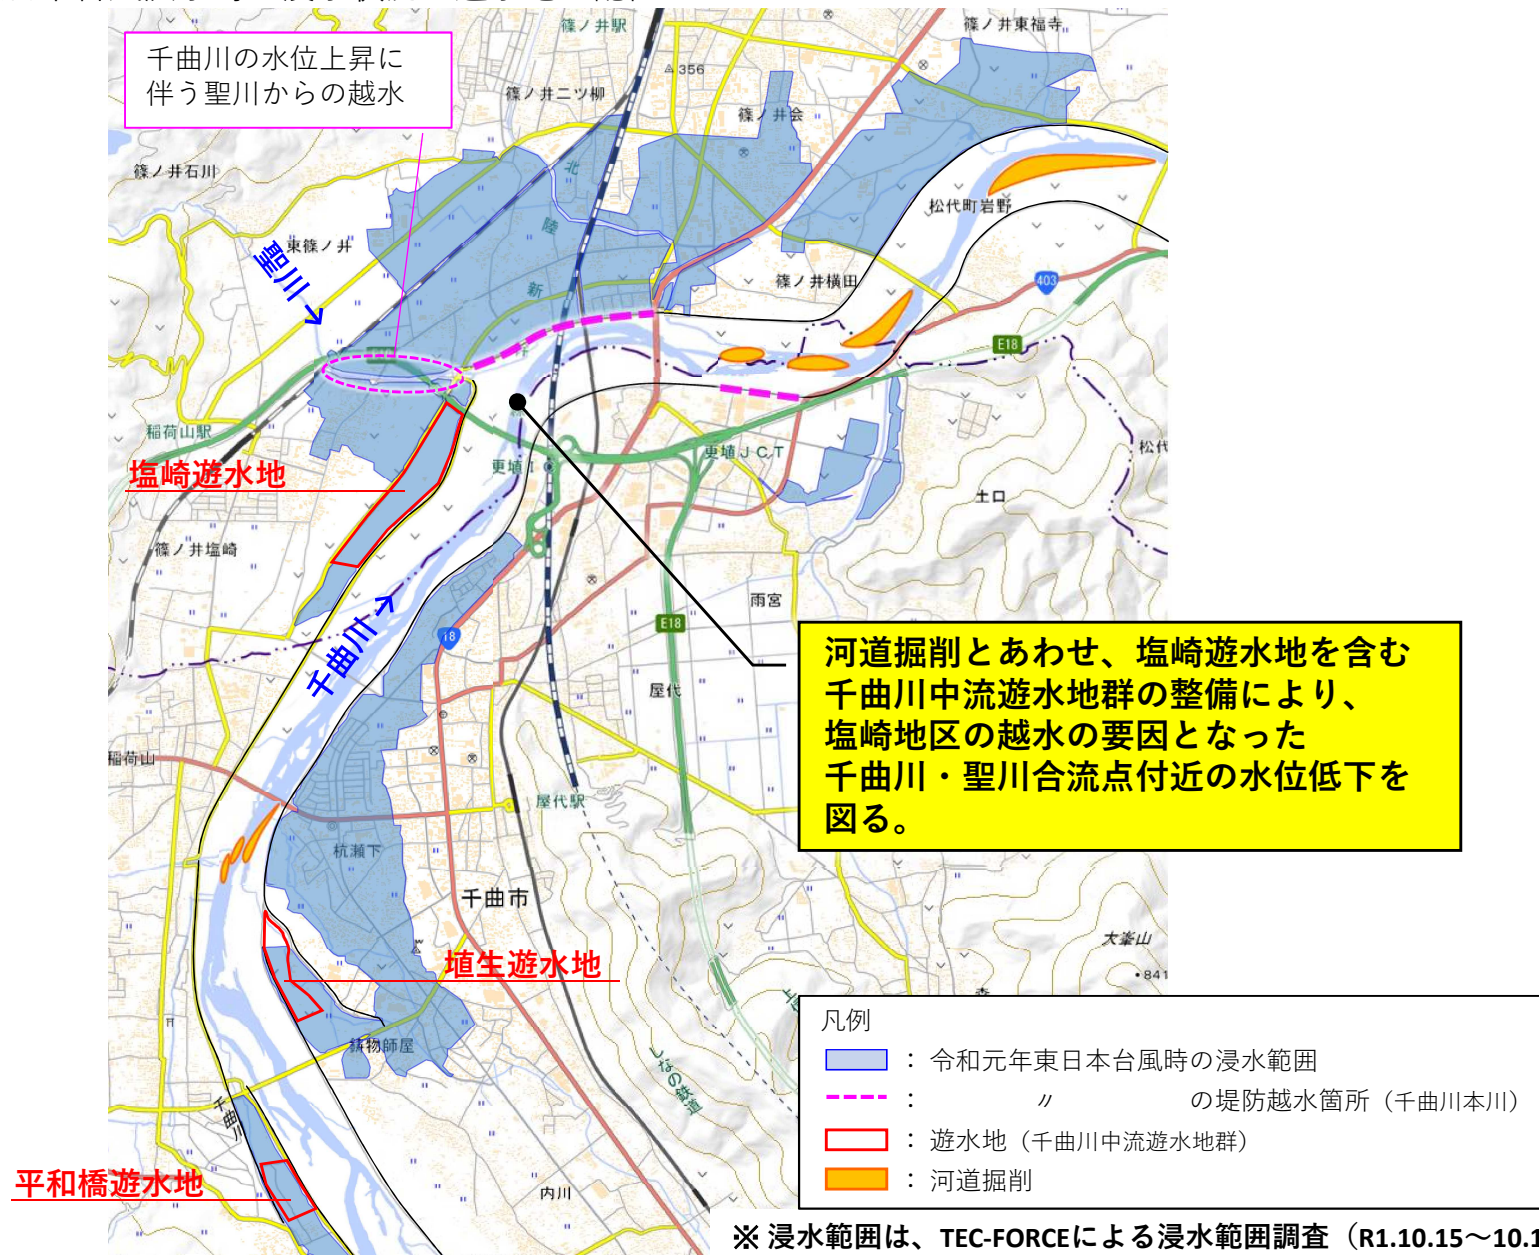 篠ノ井駅
篠ノ井東福寺
千曲川の水位上昇に
伴う聖川からの越水
356
篠ノ井二ツ柳
篠ノ井会
篠ノ井石川
北
陸
新
松代町岩野
東篠ノ井
聖川
篠ノ井横田
403
E18
稲荷山駅
塩崎遊水地
更埴
更埴JCT
松代
土口
篠ノ井塩崎
雨宮
18
E18
千曲川
屋代
河道掘削とあわせ、塩崎遊水地を含む
千曲川中流遊水地群の整備により、
塩崎地区の越水の要因となった
千曲川・聖川合流点付近の水位低下を
図る。
稲荷山
屋代駅
杭瀬下
千曲市
埴生遊水地
大峯山
・841
鋳物師屋
しなの鉄道
千曲川
平和橋遊水地
内川
凡例
：令和元年東日本台風時の浸水範囲
：　〃　の堤防越水箇所（千曲川本川）
：遊水地（千曲川中流遊水地群）
：河道掘削
※浸水範囲は、TEC-FORCEによる浸水範囲調査（R1.10.15～10.1